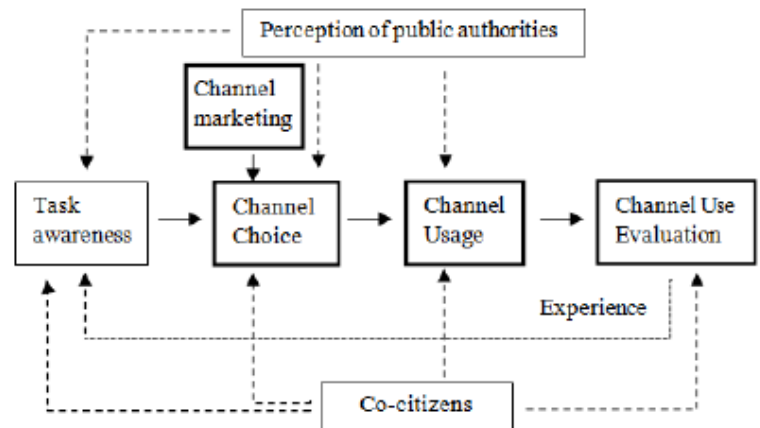 Perception of public authorities
Channel
marketing
Task
awareness
Channel
Choice
Channel
Usage
Channel Use
Evaluation
Experience
Co-citizens